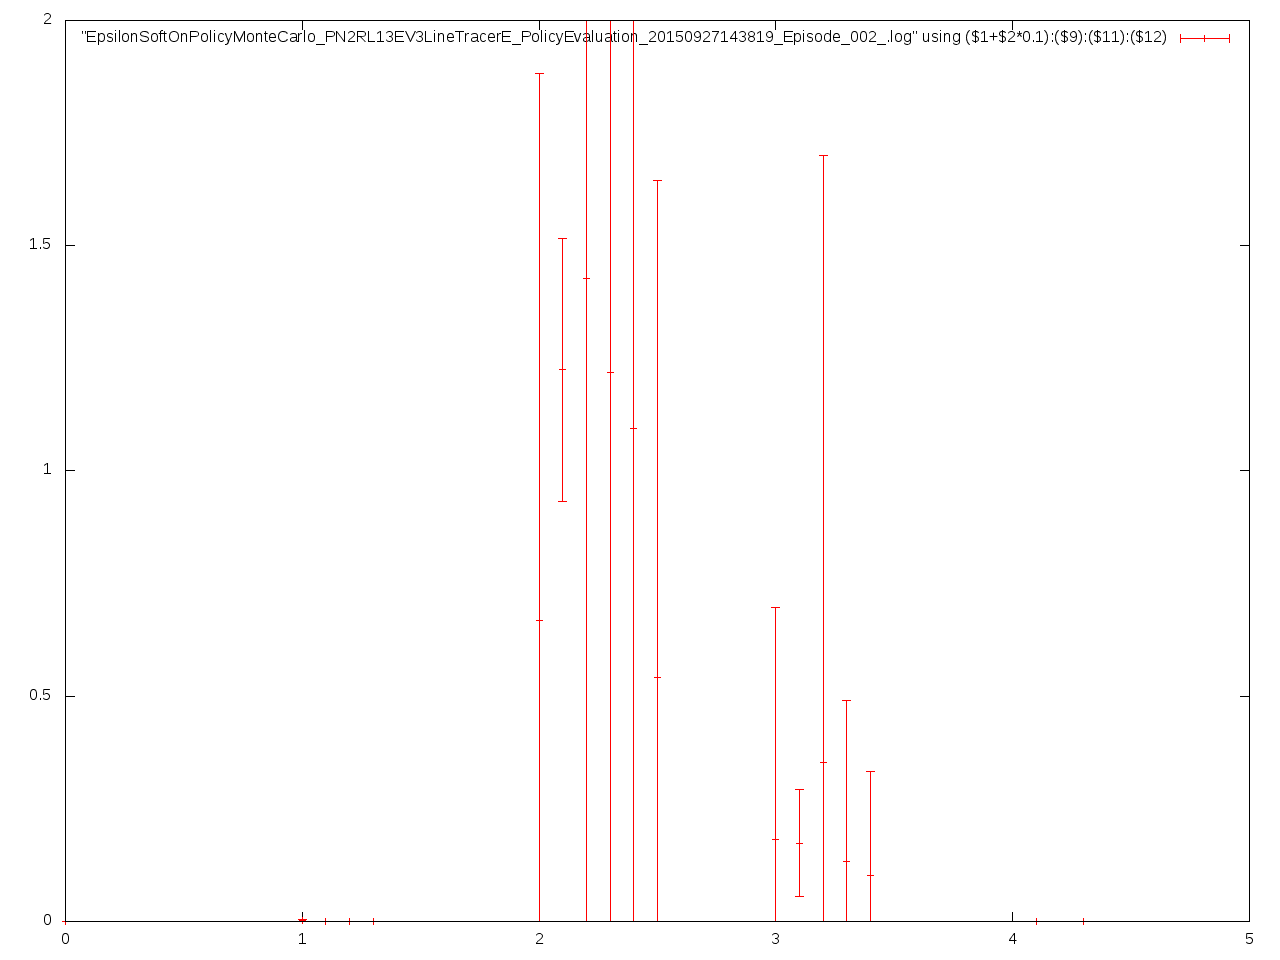 2
"EpsilonSoftOnPolicyMonteCarlo_PN2RL13EV3LineTracerE_PolicyEvaluation_20150927143819_Episode_002_.log" using ($1+$2*0.1):($9):($11):($12)
1.5
1
0.5
0
0 1 2 3 4 5